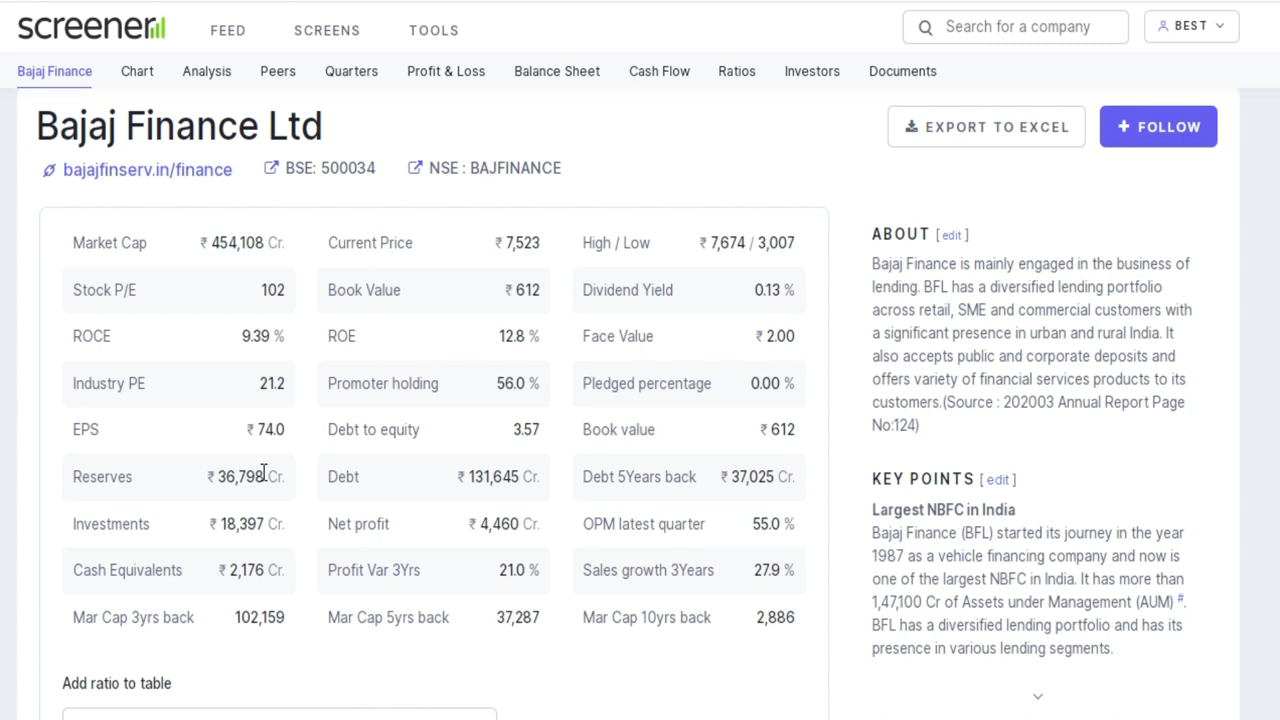 screener FEED SCREENS TOOLS Search for a company BEST
Bajaj Finance Chart Analysis Peers Quarters Profit & Loss Balance Sheet Cash Flow Ratios Investors Documents
Bajaj Finance Ltd
EXPORT TO EXCEL + FOLLOW
bajajfinserv.in/finance BSE: 500034 NSE : BAJFINANCE
Market Cap ₹ 454,108 Cr. Current Price ₹ 7,523 High / Low ₹ 7,674 / 3,007
Stock P/E 102 Book Value ₹ 612 Dividend Yield 0.13 %
ROCE 9.39 % ROE 12.8 % Face Value ₹ 2.00
Industry PE 21.2 Promoter holding 56.0 % Pledged percentage 0.00 %
EPS ₹ 74.0 Debt to equity 3.57 Book value ₹ 612
Reserves ₹ 36,798 Cr. Debt ₹ 131,645 Cr. Debt 5Years back ₹ 37,025 Cr.
Investments ₹ 18,397 Cr. Net profit ₹ 4,460 Cr. OPM latest quarter 55.0 %
Cash Equivalents ₹ 2,176 Cr. Profit Var 3Yrs 21.0 % Sales growth 3Years 27.9 %
Mar Cap 3yrs back 102,159 Mar Cap 5yrs back 37,287 Mar Cap 10yrs back 2,886
Add ratio to table
ABOUT [ edit ]
Bajaj Finance is mainly engaged in the business of
lending. BFL has a diversified lending portfolio
across retail, SME and commercial customers with
a significant presence in urban and rural India. It
also accepts public and corporate deposits and
offers variety of financial services products to its
customers.(Source : 202003 Annual Report Page
No:124)
KEY POINTS [ edit ]
Largest NBFC in India
Bajaj Finance (BFL) started its journey in the year
1987 as a vehicle financing company and now is
one of the largest NBFC in India. It has more than
1,47,100 Cr of Assets under Management (AUM) #.
BFL has a diversified lending portfolio and has its
presence in various lending segments.